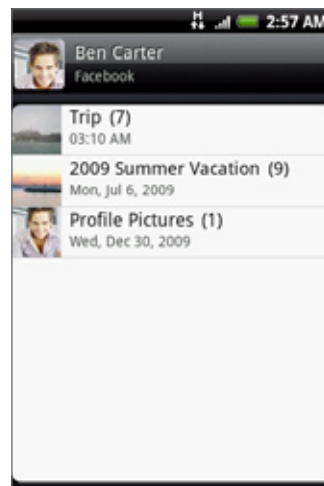 H 2:57 AM
Ben Carter
Facebook
Trip (7)
03:10 AM
2009 Summer Vacation (9)
Mon, Jul 6, 2009
Profile Pictures (1)
Wed, Dec 30, 2009